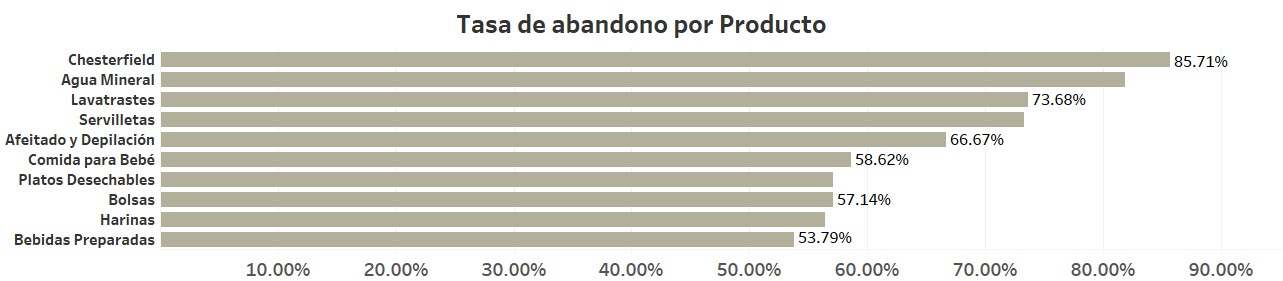 Tasa de abandono por Producto
Chesterfield 85.71%
Agua Mineral
Lavatrastes 73.68%
Servilletas
Afeitado y Depilación 66.67%
Comida para Bebé 58.62%
Platos Desechables
Bolsas 57.14%
Harinas
Bebidas Preparadas 53.79%
10.00% 20.00% 30.00% 40.00% 50.00% 60.00% 70.00% 80.00% 90.00%